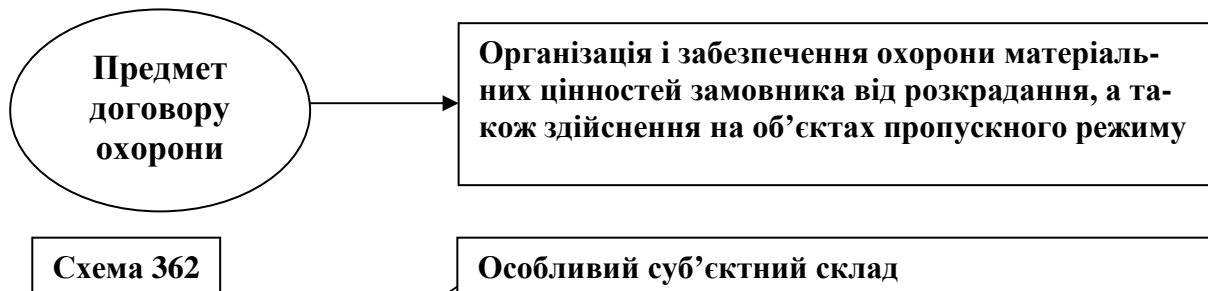 Предмет
договору
охорони
Організація і забезпечення охорони матеріаль-
них цінностей замовника від розкрадання, а та-
кож здійснення на об’єктах пропускного режиму
Схема 362
Особливий суб’єктний склад